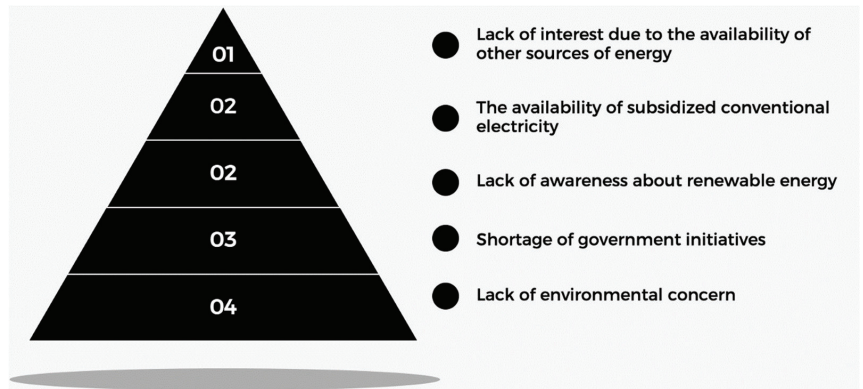 01
02
02
03
04
Lack of interest due to the availability of
other sources of energy
The availability of subsidized conventional
electricity
Lack of awareness about renewable energy
Shortage of government initiatives
Lack of environmental concern